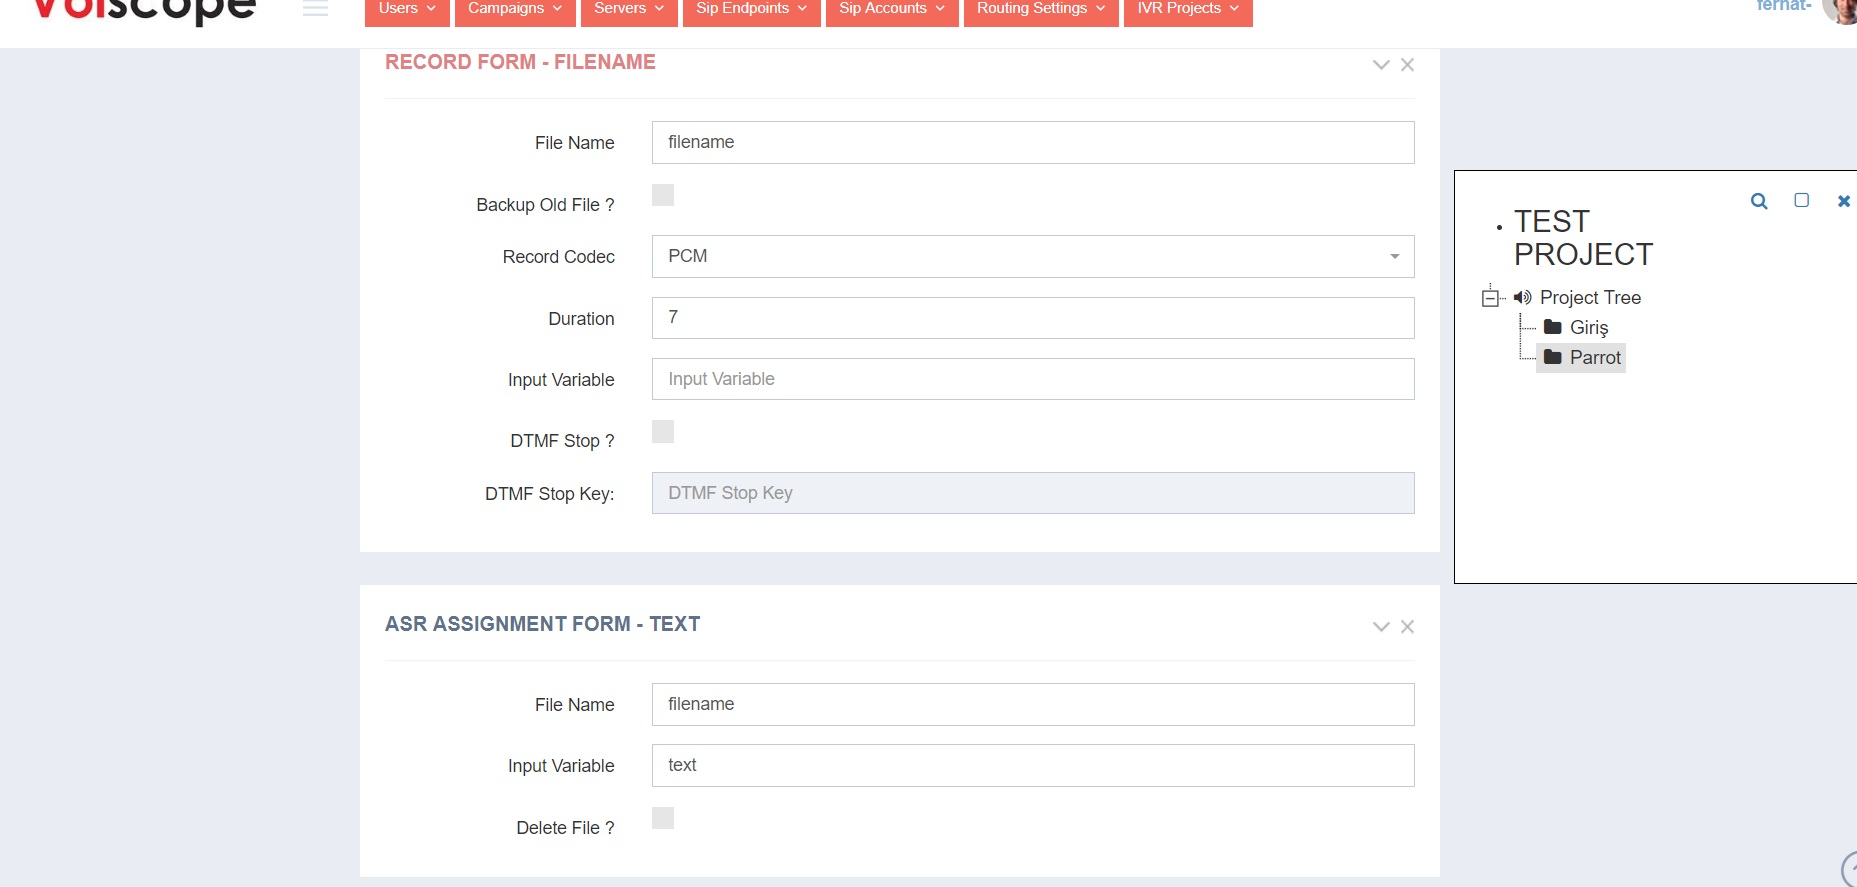 Voiscope
Users
Campaigns
Servers
Sip Endpoints
Sip Accounts
Routing Settings
IVR Projects
ferhat-
RECORD FORM - FILENAME
File Name
filename
Backup Old File ?
Record Codec
PCM
Duration
7
Input Variable
Input Variable
DTMF Stop ?
DTMF Stop Key:
DTMF Stop Key
ASR ASSIGNMENT FORM - TEXT
File Name
filename
Input Variable
text
Delete File ?
TEST
PROJECT
Project Tree
Giriş
Parrot